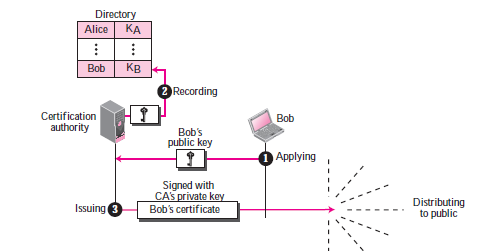 Directory
Alice KA
Bob KB
2 Recording
Certification
authority
Bob
Bob's
public key
1 Applying
Signed with
CA's private key
Issuing 3 Bob's certificate
Distributing
to public